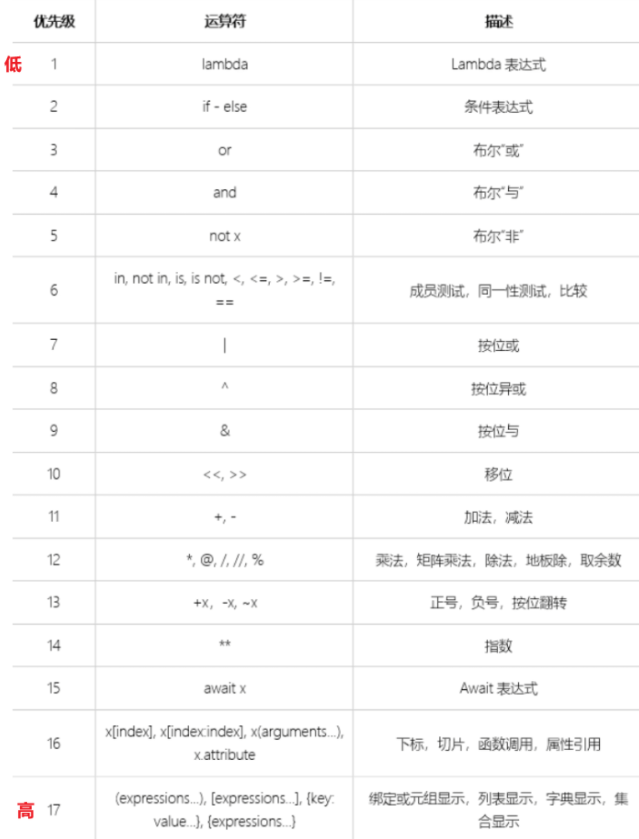 优先级 运算符 描述
低 1 lambda Lambda 表达式
2 if - else 条件表达式
3 or 布尔“或”
4 and 布尔“与”
5 not x 布尔“非”
6 in, not in, is, is not, <, <=, >, >=, !=, == 成员测试，同一性测试，比较
7 | 按位或
8 ^ 按位异或
9 & 按位与
10 <<, >> 移位
11 +, - 加法，减法
12 *, @, /, //, % 乘法，矩阵乘法，除法，地板除，取余数
13 +x，-x, ~x 正号，负号，按位翻转
14 ** 指数
15 await x Await 表达式
16 x[index], x[index:index], x(arguments...), x.attribute 下标，切片，函数调用，属性引用
高 17 (expressions...), [expressions...], {key: value...}, {expressions...} 绑定或元组显示，列表显示，字典显示，集合显示